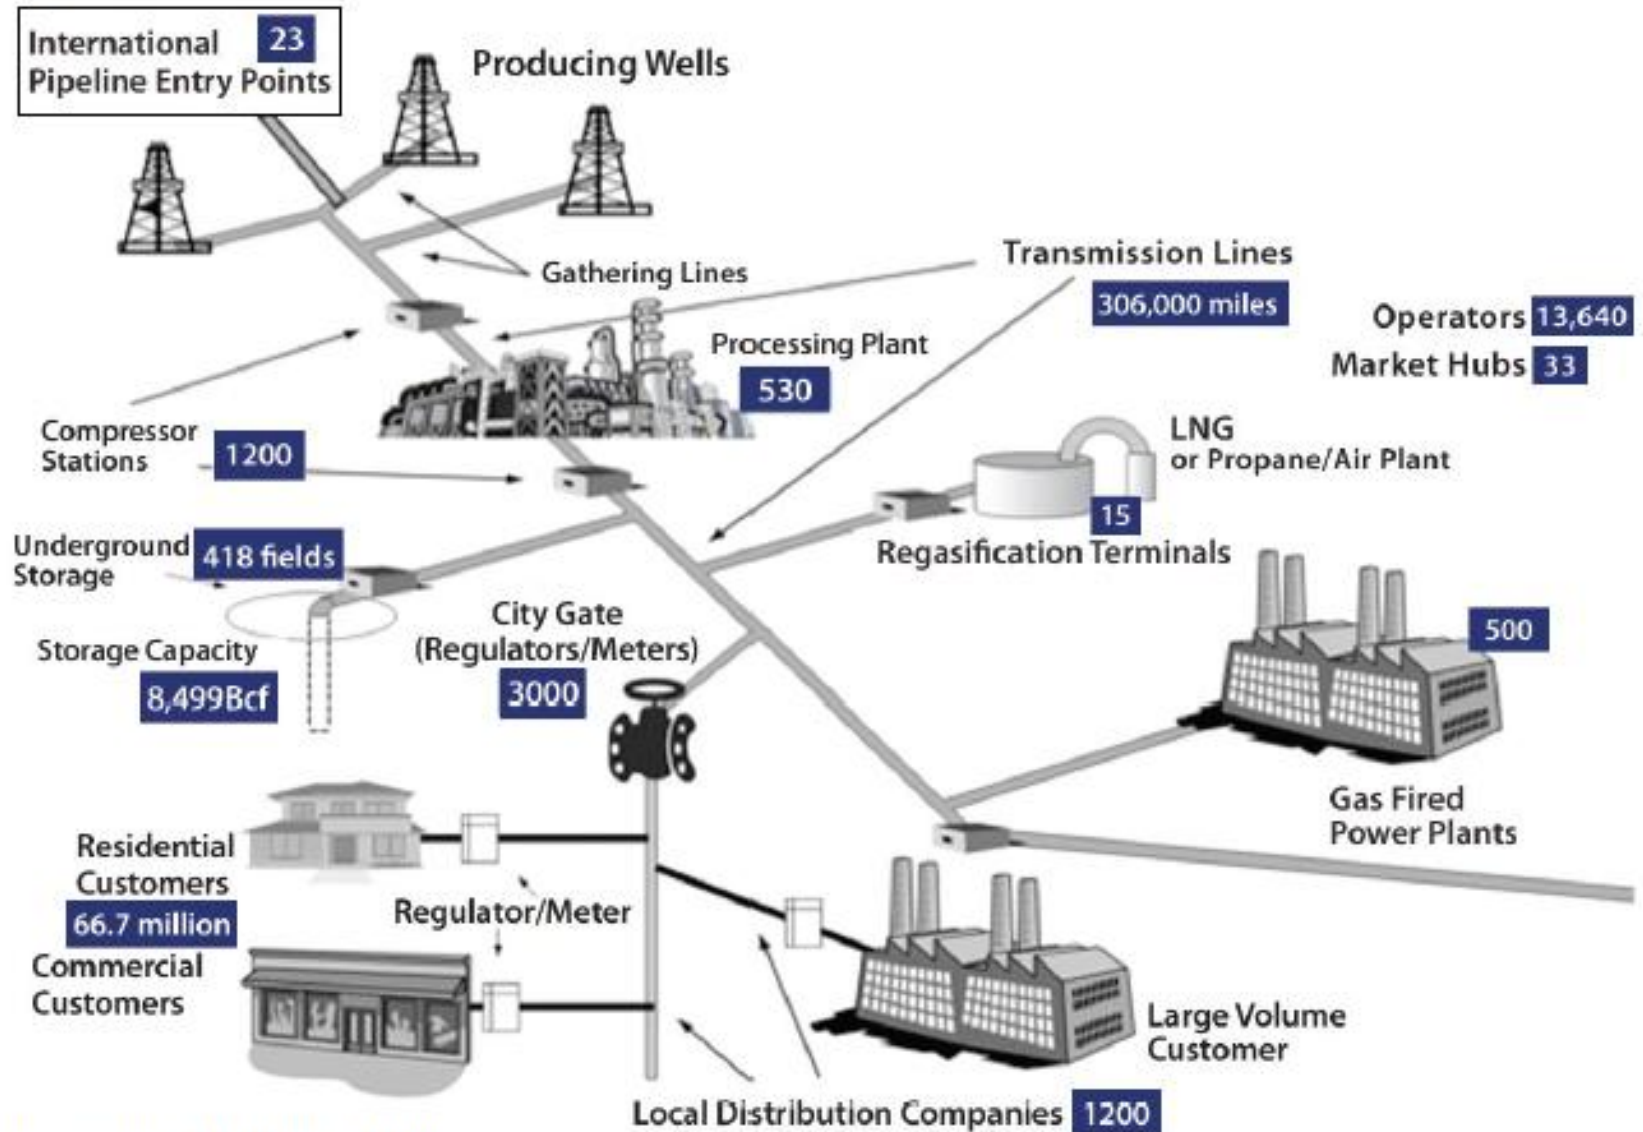 International 23
Pipeline Entry Points
Producing Wells
Gathering Lines
Transmission Lines
306,000 miles
Operators 13,640
Market Hubs 33
Processing Plant
530
Compressor
Stations
1200
LNG
or Propane/Air Plant
15
Regasification Terminals
Underground
Storage
418 fields
Storage Capacity
8,499Bcf
City Gate
(Regulators/Meters)
3000
500
Gas Fired
Power Plants
Residential
Customers
66.7 million
Regulator/Meter
Commercial
Customers
Large Volume
Customer
Local Distribution Companies 1200